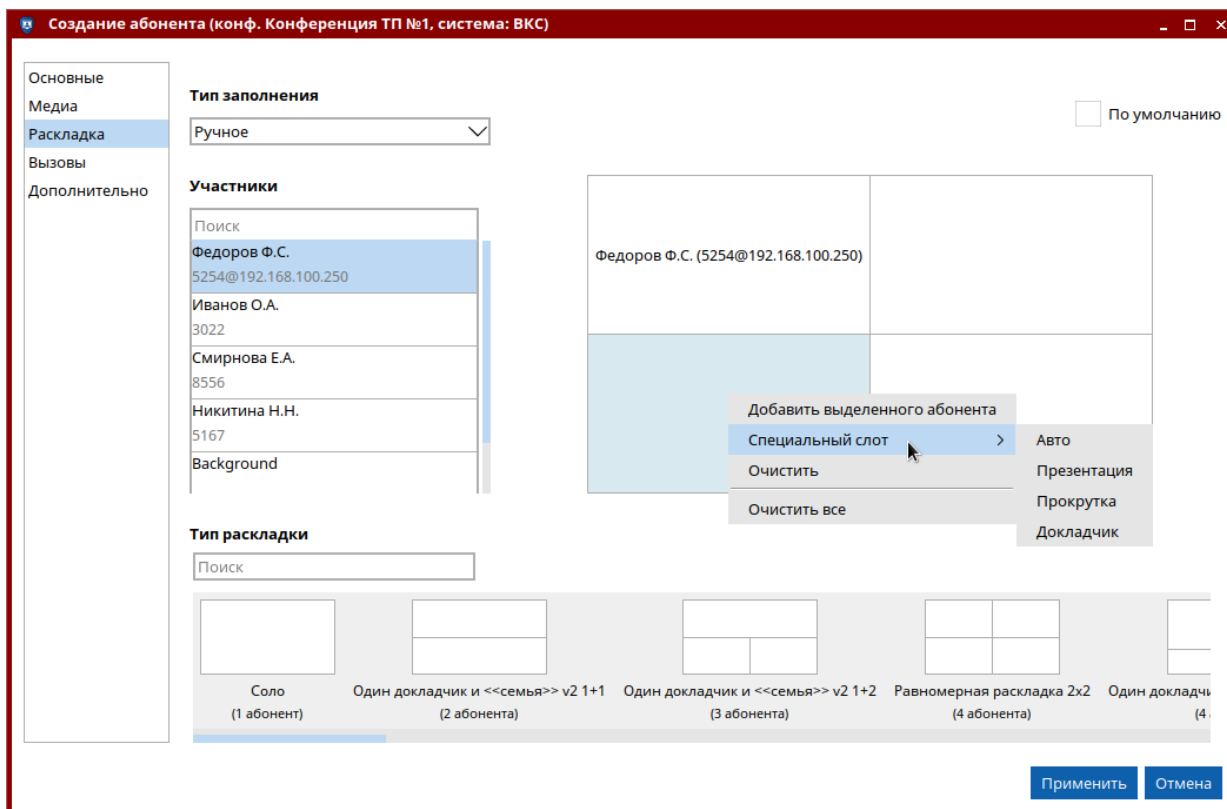 Создание абонента (конф. Конференция ТП №1, система: ВКС)
Основные
Медиа
Раскладка
Вызовы
Дополнительно
Тип заполнения
Ручное
По умолчанию
Участники
Поиск
Федоров Ф.С.
5254@192.168.100.250
Иванов О.А.
3022
Смирнова Е.А.
8556
Никитина Н.Н.
5167
Background
Федоров Ф.С. (5254@192.168.100.250)
Добавить выделенного абонента
Специальный слот
Очистить
Очистить все
Авто
Презентация
Прокрутка
Докладчик
Тип раскладки
Поиск
Соло
(1 абонент)
Один докладчик и <<семья>> v2 1+1
(2 абонента)
Один докладчик и <<семья>> v2 1+2
(3 абонента)
Равномерная раскладка 2x2
(4 абонента)
Один докладчи
(4
Применить
Отмена